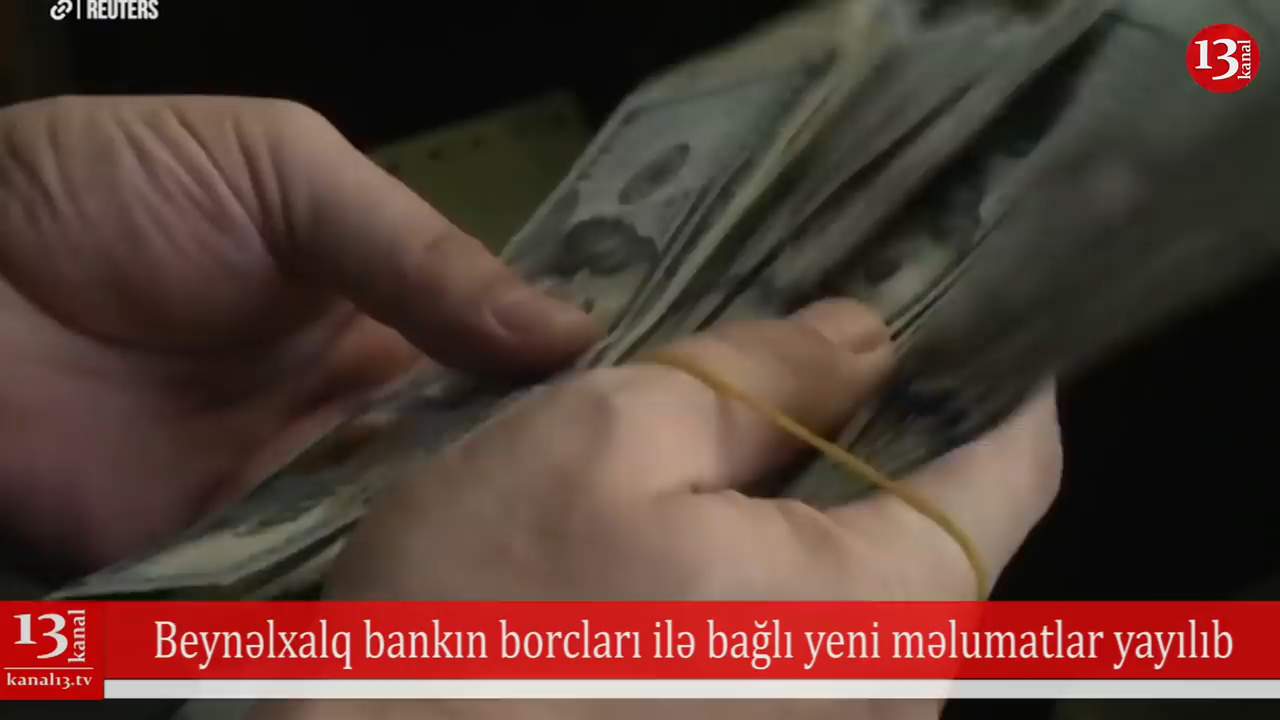 | REUTERS
13 kanal
13 kanal
kanal13.tv
Beynəlxalq bankın borcları ilə bağlı yeni məlumatlar yayılıb